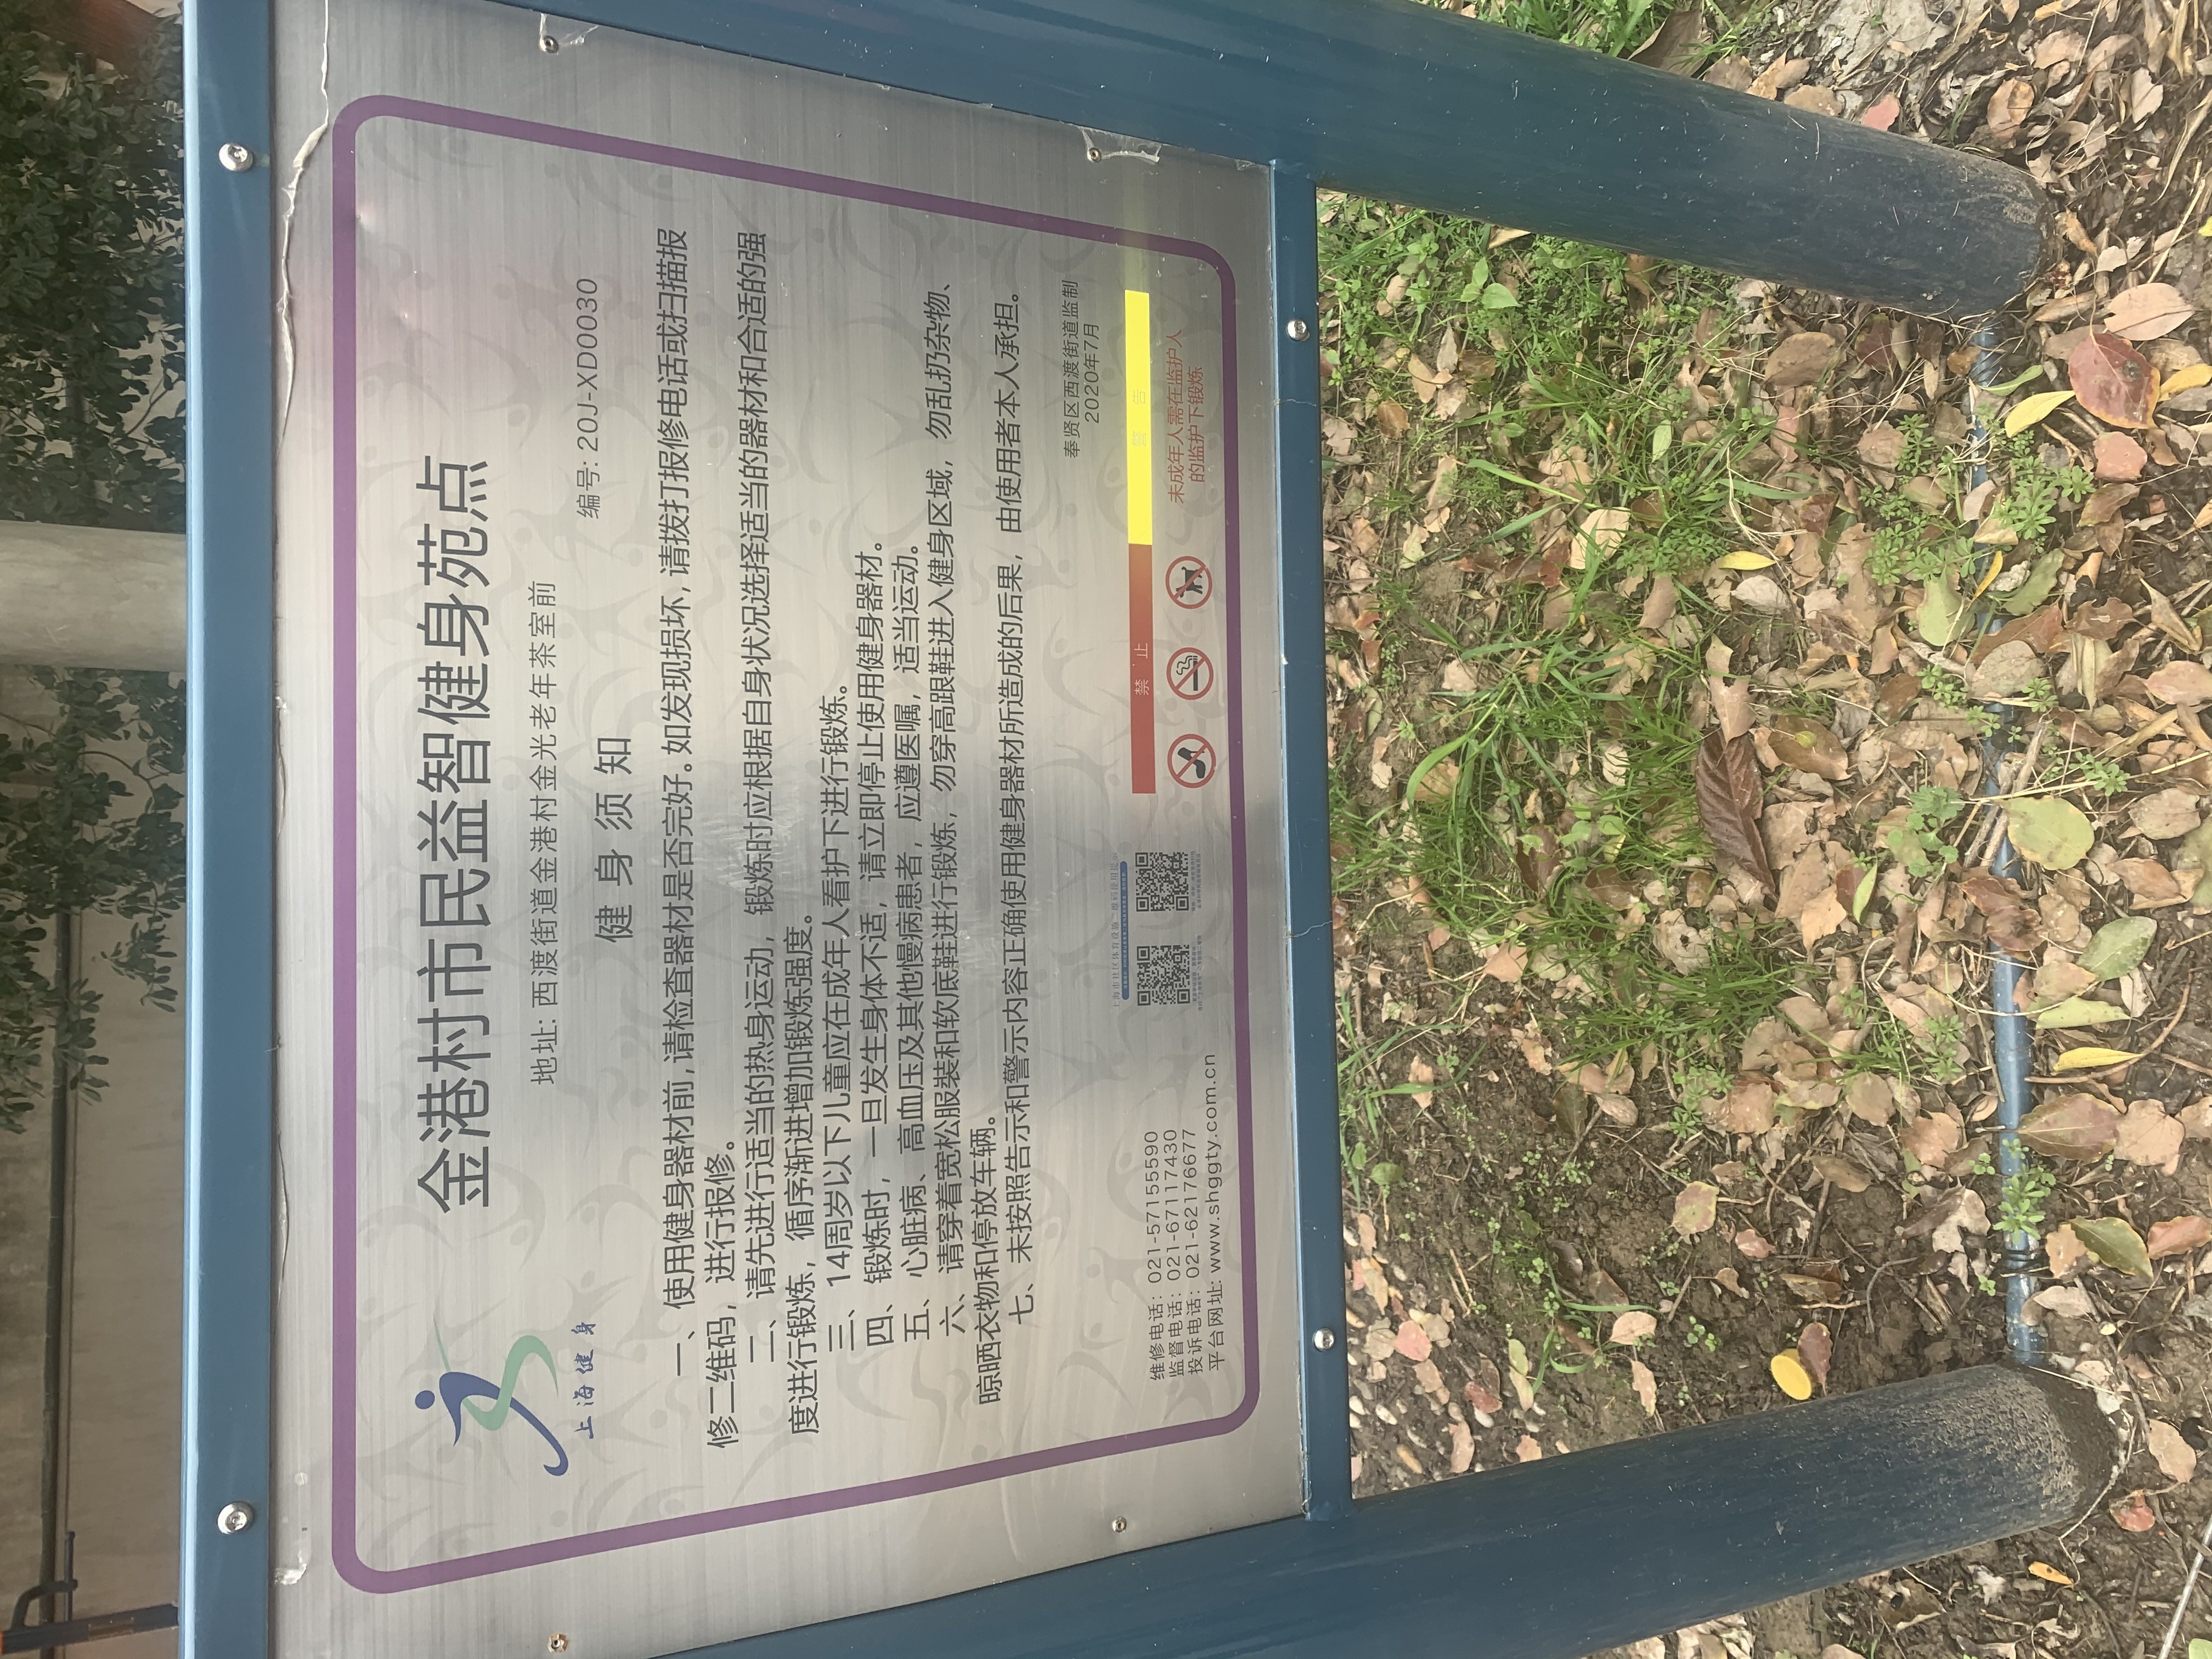 上海健身
金港村市民益智健身苑点
地址: 西渡街道金港村金光老年茶室前
编号: 20J-XD0030
健身须知
一、使用健身器材前,请检查器材是否完好。如发现损坏,请拨打报修电话或扫描报
修二维码，进行报修。
二、请先进行适当的热身运动，锻炼时应根据自身状况选择适当的器材和合适的强
度进行锻炼，循序渐进增加锻炼强度。
三、14周岁以下儿童应在成年人看护下进行锻炼。
四、锻炼时，一旦发生身体不适，请立即停止使用健身器材。
五、心脏病、高血压及其他慢病患者，应遵医嘱，适当运动。
六、请穿着宽松服装和软底鞋进行锻炼，勿穿高跟鞋进入健身区域，勿乱扔杂物、
晾晒衣物和停放车辆。
七、未按照告示和警示内容正确使用健身器材所造成的后果，由使用者本人承担。
奉贤区西渡街道监制
2020年7月
维修电话: 021-57155590
监督电话: 021-67117430
投诉电话: 021-62176677
平台网址: www.shggty.com.cn
禁止
警告
未成年人需在监护人
的监护下锻炼